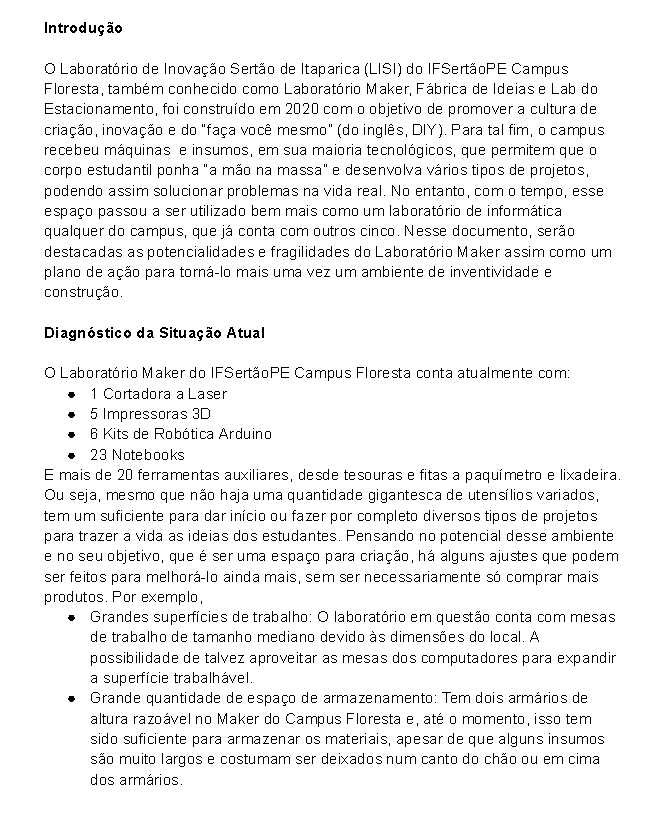 Introdução
O Laboratório de Inovação Sertão de Itaparica (LISI) do IFSertãoPE Campus
Floresta, também conhecido como Laboratório Maker, Fábrica de Ideias e Lab do
Estacionamento, foi construído em 2020 com o objetivo de promover a cultura de
criação, inovação e do “faça você mesmo” (do inglês, DIY). Para tal fim, o campus
recebeu máquinas e insumos, em sua maioria tecnológicos, que permitem que o
corpo estudantil ponha “a mão na massa” e desenvolva vários tipos de projetos,
podendo assim solucionar problemas na vida real. No entanto, com o tempo, esse
espaço passou a ser utilizado bem mais como um laboratório de informática
qualquer do campus, que já conta com outros cinco. Nesse documento, serão
destacadas as potencialidades e fragilidades do Laboratório Maker assim como um
plano de ação para torná-lo mais uma vez um ambiente de inventividade e
construção.
Diagnóstico da Situação Atual
O Laboratório Maker do IFSertãoPE Campus Floresta conta atualmente com:
● 1 Cortadora a Laser
● 5 Impressoras 3D
● 6 Kits de Robótica Arduino
● 23 Notebooks
E mais de 20 ferramentas auxiliares, desde tesouras e fitas a paquímetro e lixadeira.
Ou seja, mesmo que não haja uma quantidade gigantesca de utensílios variados,
tem um suficiente para dar início ou fazer por completo diversos tipos de projetos
para trazer a vida as ideias dos estudantes. Pensando no potencial desse ambiente
e no seu objetivo, que é ser uma espaço para criação, há alguns ajustes que podem
ser feitos para melhorá-lo ainda mais, sem ser necessariamente só comprar mais
produtos. Por exemplo,
● Grandes superfícies de trabalho: O laboratório em questão conta com mesas
de trabalho de tamanho mediano devido às dimensões do local. A
possibilidade de talvez aproveitar as mesas dos computadores para expandir
a superfície trabalhável.
● Grande quantidade de espaço de armazenamento: Tem dois armários de
altura razoável no Maker do Campus Floresta e, até o momento, isso tem
sido suficiente para armazenar os materiais, apesar de que alguns insumos
são muito largos e costumam ser deixados num canto do chão ou em cima
dos armários.